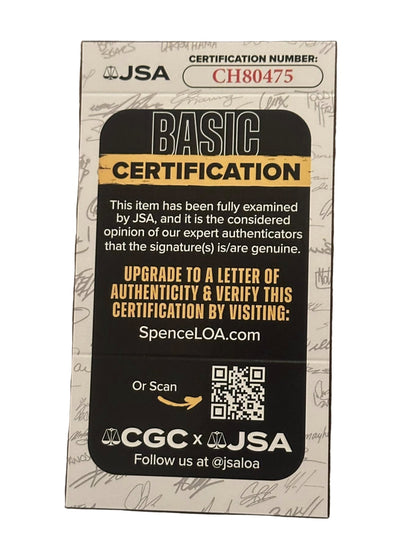 JSA
CERTIFICATION NUMBER:
CH80475
BASIC
CERTIFICATION
This item has been fully examined
by JSA, and it is the considered
opinion of our expert authenticators
that the signature(s) is/are genuine.
UPGRADE TO A LETTER OF
AUTHENTICITY & VERIFY THIS
CERTIFICATION BY VISITING:
SpenceLOA.com
Or Scan
CGC x JSA
Follow us at @jsaloa